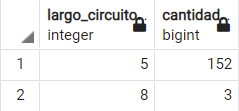 largo_circuito
cantidad
integer
bigint
1 5 152
2 8 3